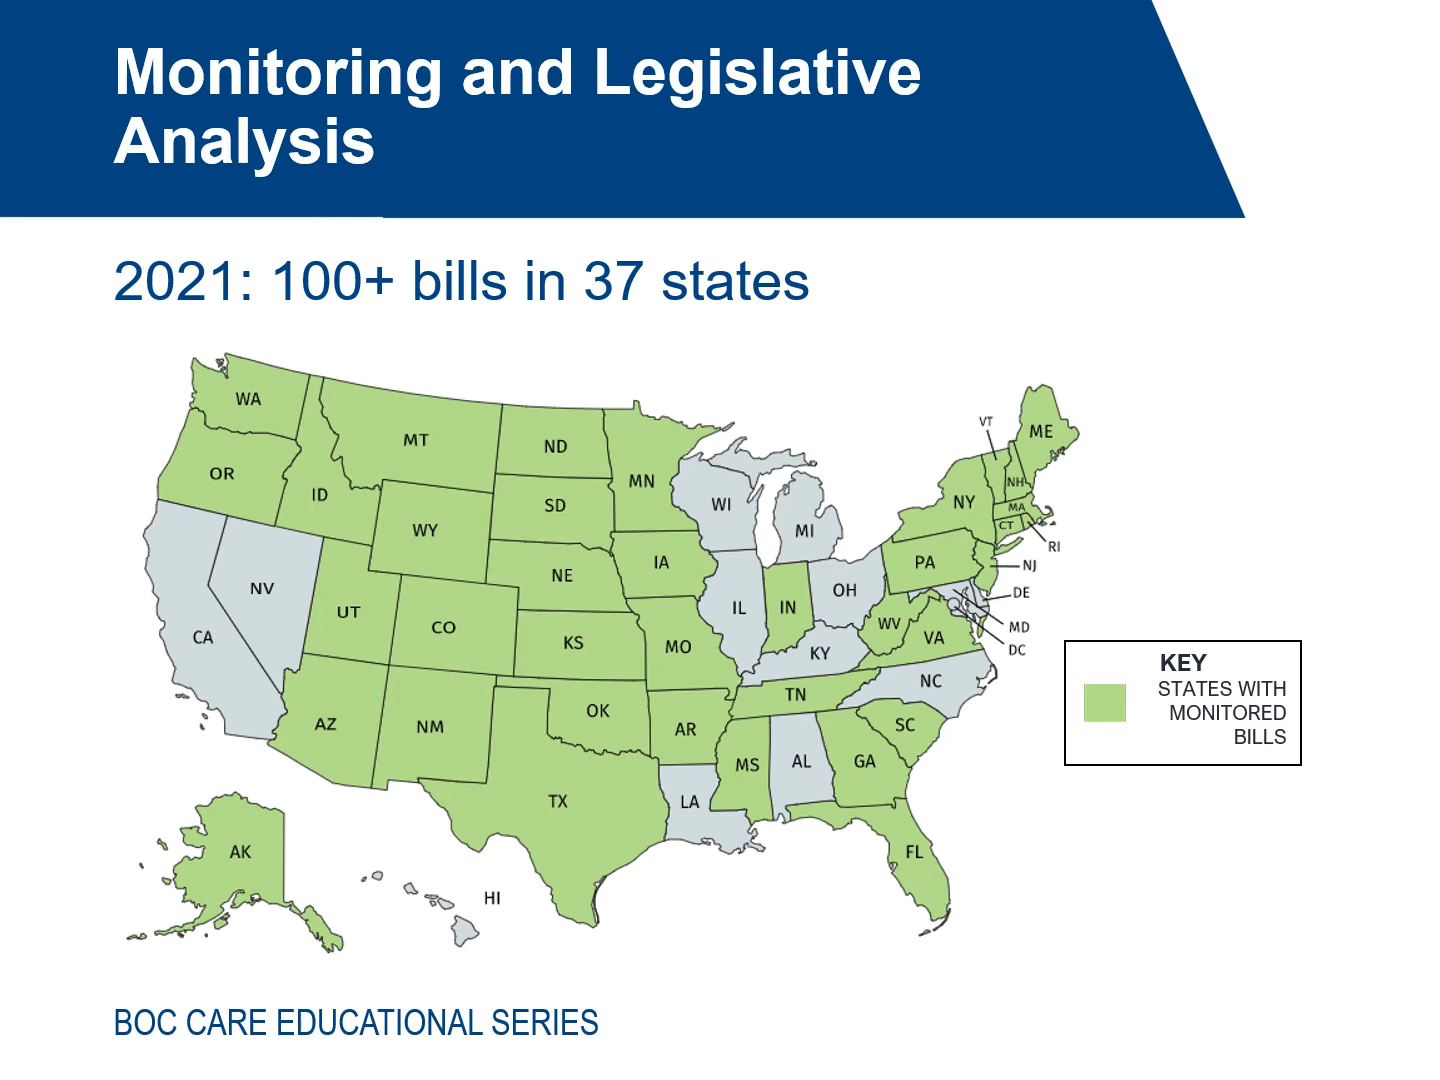 Monitoring and Legislative
Analysis
2021: 100+ bills in 37 states
WA
MT
ND
MN
OR
ID
SD
WY
WI
MI
NY
VT
ME
NH
MA
CT
RI
IA
NE
PA
NJ
NV
UT
CO
IL
IN
OH
DE
CA
KS
MO
WV
VA
MD
KY
DC
NC
TN
AZ
NM
OK
AR
SC
MS
AL
GA
TX
LA
AK
FL
HI
KEY
STATES WITH
MONITORED
BILLS
BOC CARE EDUCATIONAL SERIES